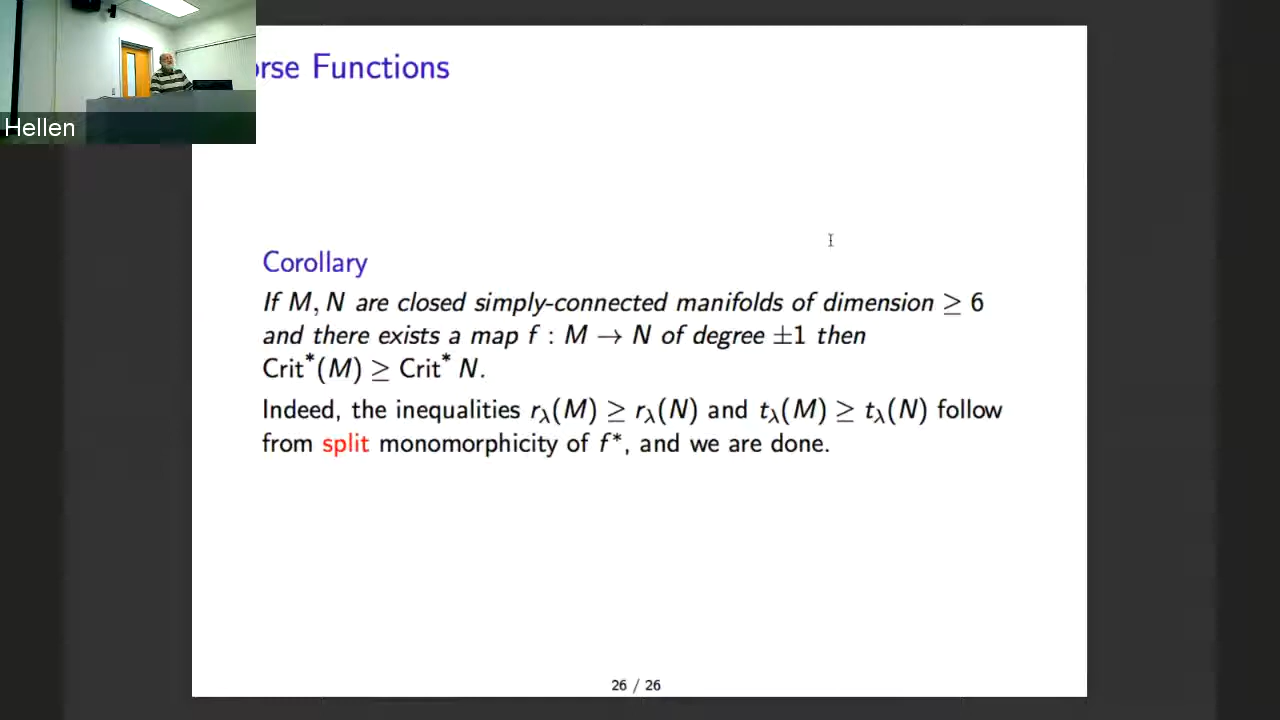 orse Functions
Hellen
Corollary
If M, N are closed simply-connected manifolds of dimension ≥ 6
and there exists a map f : M → N of degree ±1 then
Crit*(M) ≥ Crit* N.
Indeed, the inequalities r_λ(M) ≥ r_λ(N) and t_λ(M) ≥ t_λ(N) follow
from split monomorphicity of f*, and we are done.
26 / 26